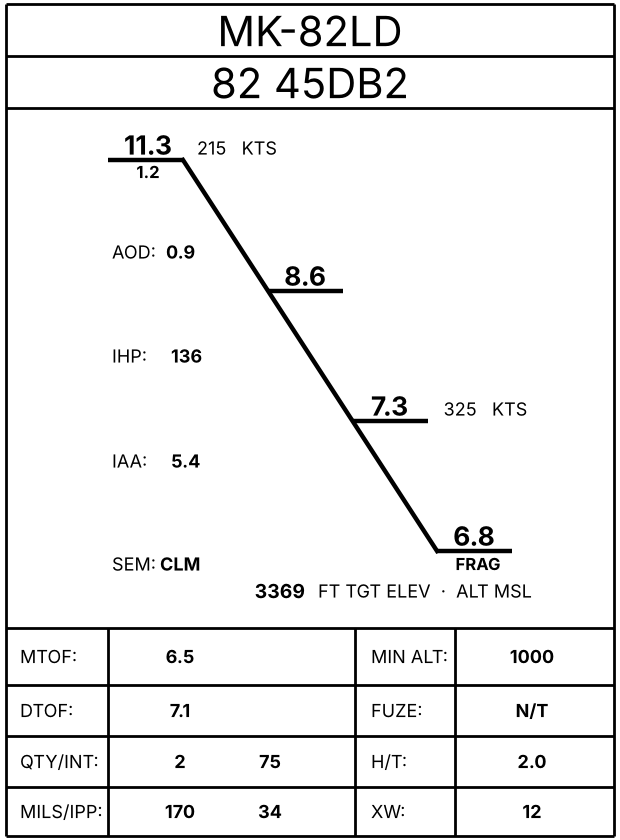 MK-82LD
82 45DB2
11.3 215 KTS
1.2
AOD: 0.9
8.6
IHP: 136
7.3 325 KTS
IAA: 5.4
6.8
SEM: CLM FRAG
3369 FT TGT ELEV · ALT MSL
MTOF: 6.5 MIN ALT: 1000
DTOF: 7.1 FUZE: N/T
QTY/INT: 2 75 H/T: 2.0
MILS/IPP: 170 34 XW: 12